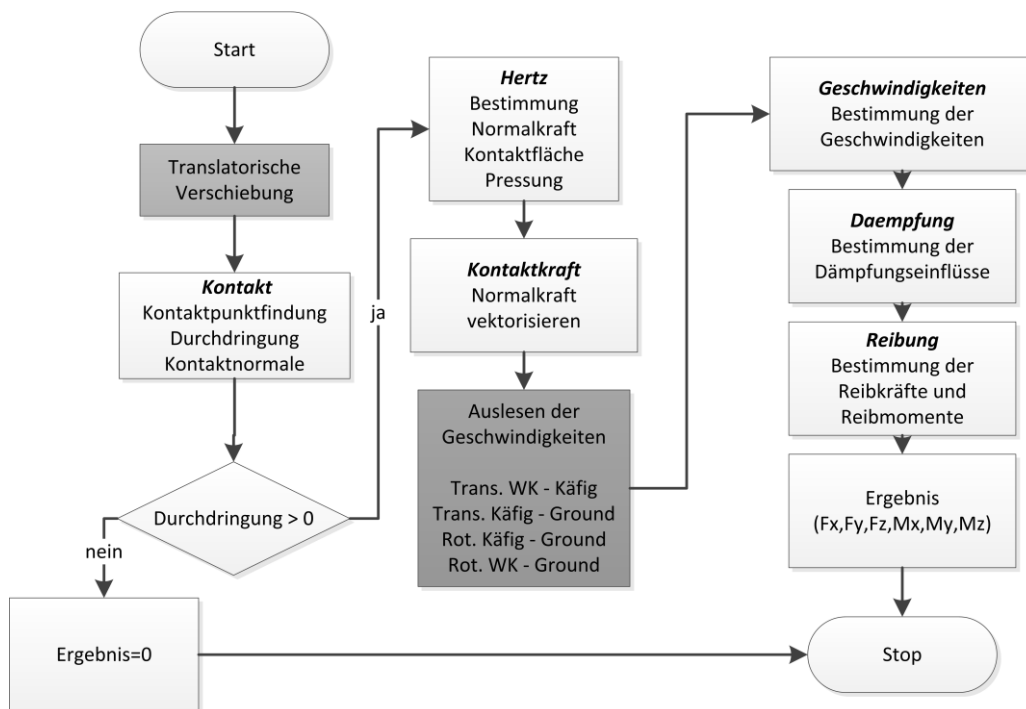 Start
Translatorische
Verschiebung
Kontakt
Kontaktpunktfindung
Durchdringung
Kontaktnormale
Durchdringung > 0
nein
Ergebnis=0
ja
Hertz
Bestimmung
Normalkraft
Kontaktfläche
Pressung
Kontaktkraft
Normalkraft
vektorisieren
Auslesen der
Geschwindigkeiten
Trans. WK - Käfig
Trans. Käfig - Ground
Rot. Käfig - Ground
Rot. WK - Ground
Geschwindigkeiten
Bestimmung der
Geschwindigkeiten
Daempfung
Bestimmung der
Dämpfungseinflüsse
Reibung
Bestimmung der
Reibkräfte und
Reibmomente
Ergebnis
(Fx,Fy,Fz,Mx,My,Mz)
Stop